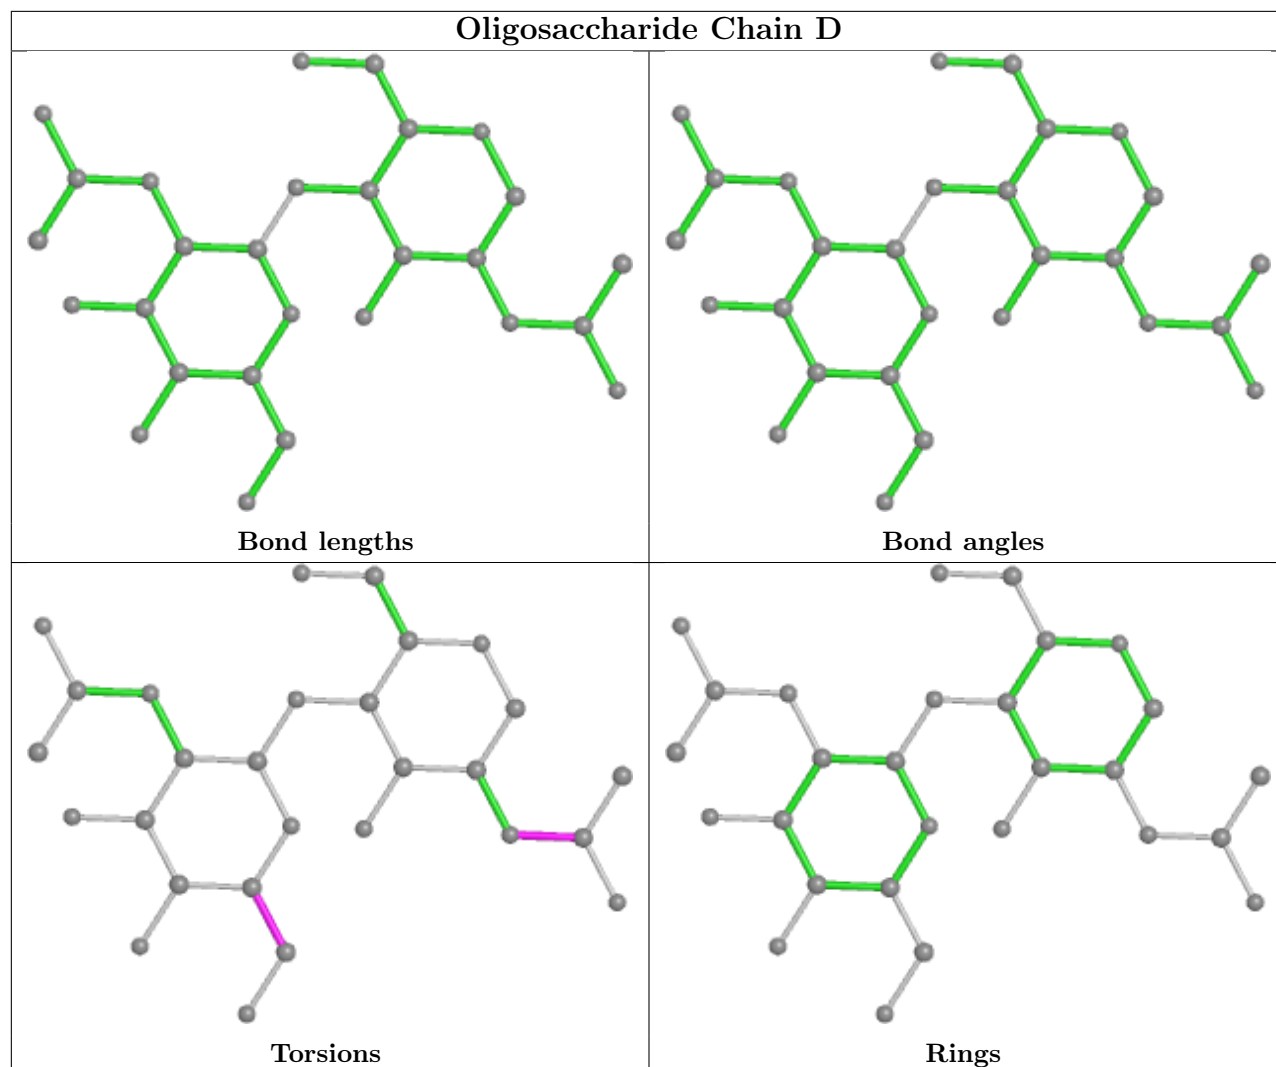 Oligosaccharide Chain D
Bond lengths
Bond angles
Torsions
Rings